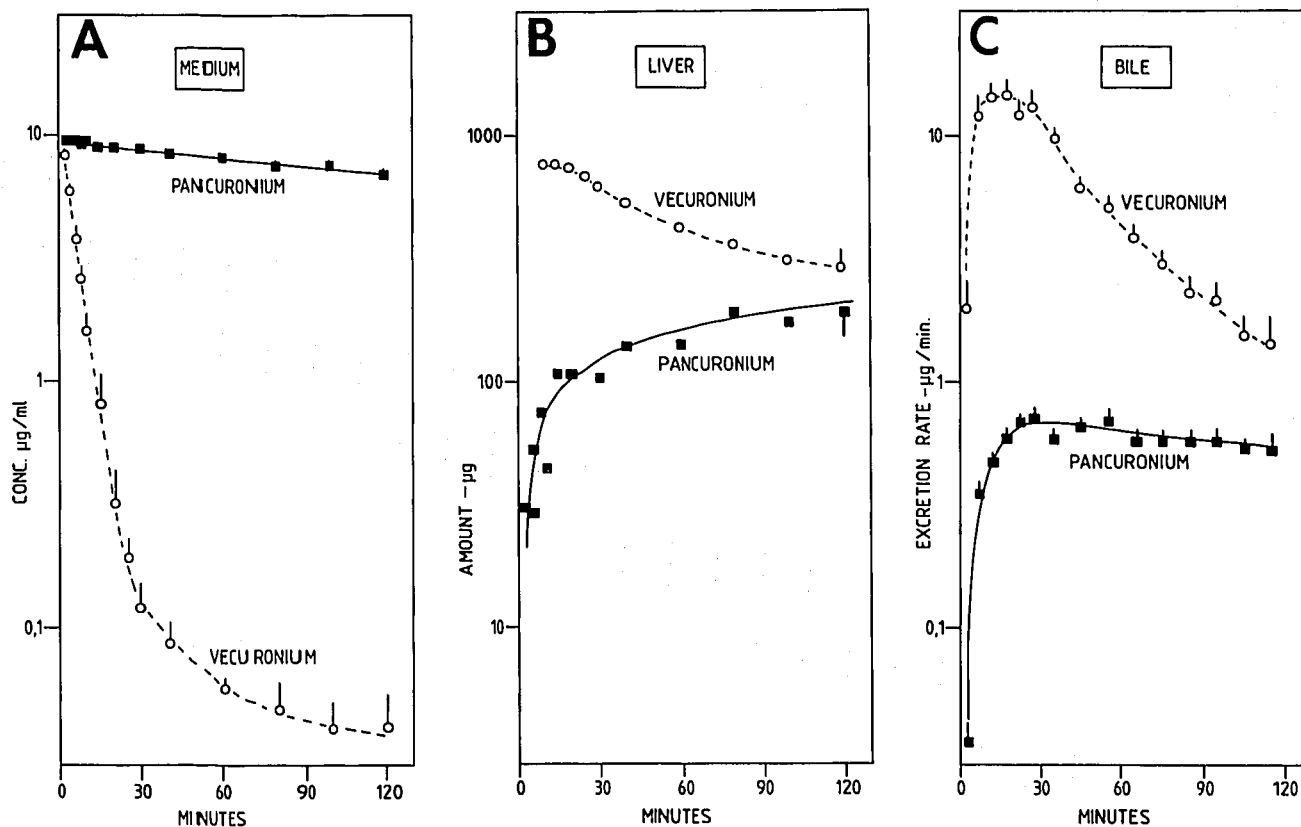 A
MEDIUM
CONC. µg/ml
10
1
0,1
PANCURONIUM
VECURONIUM
0 30 60 90 120
MINUTES
B
LIVER
AMOUNT – µg
1000
100
10
VECURONIUM
PANCURONIUM
0 30 60 90 120
MINUTES
C
BILE
EXCRETION RATE – µg/min.
10
1
0,1
VECURONIUM
PANCURONIUM
0 30 60 90 120
MINUTES